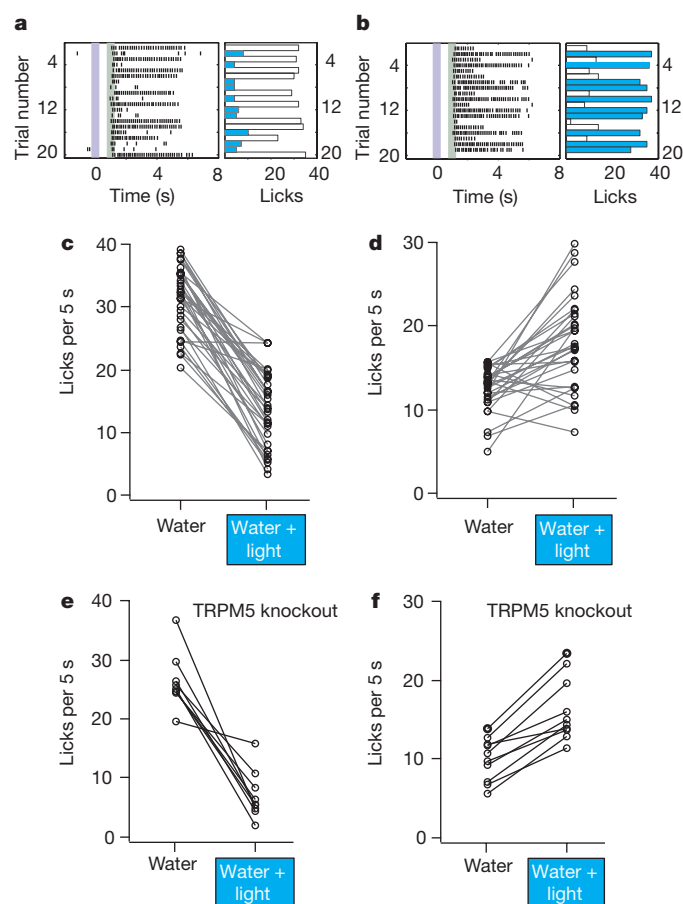 a
b
Trial number
4
12
20
0
4
8
Time (s)
0
20
40
Licks
4
12
20
Trial number
4
12
20
0
4
8
Time (s)
0
20
40
Licks
4
12
20
c
Licks per 5 s
40
30
20
10
0
Water
Water +
light
d
Licks per 5 s
30
20
10
0
Water
Water +
light
e
TRPM5 knockout
Licks per 5 s
40
30
20
10
0
Water
Water +
light
f
TRPM5 knockout
Licks per 5 s
30
20
10
0
Water
Water +
light